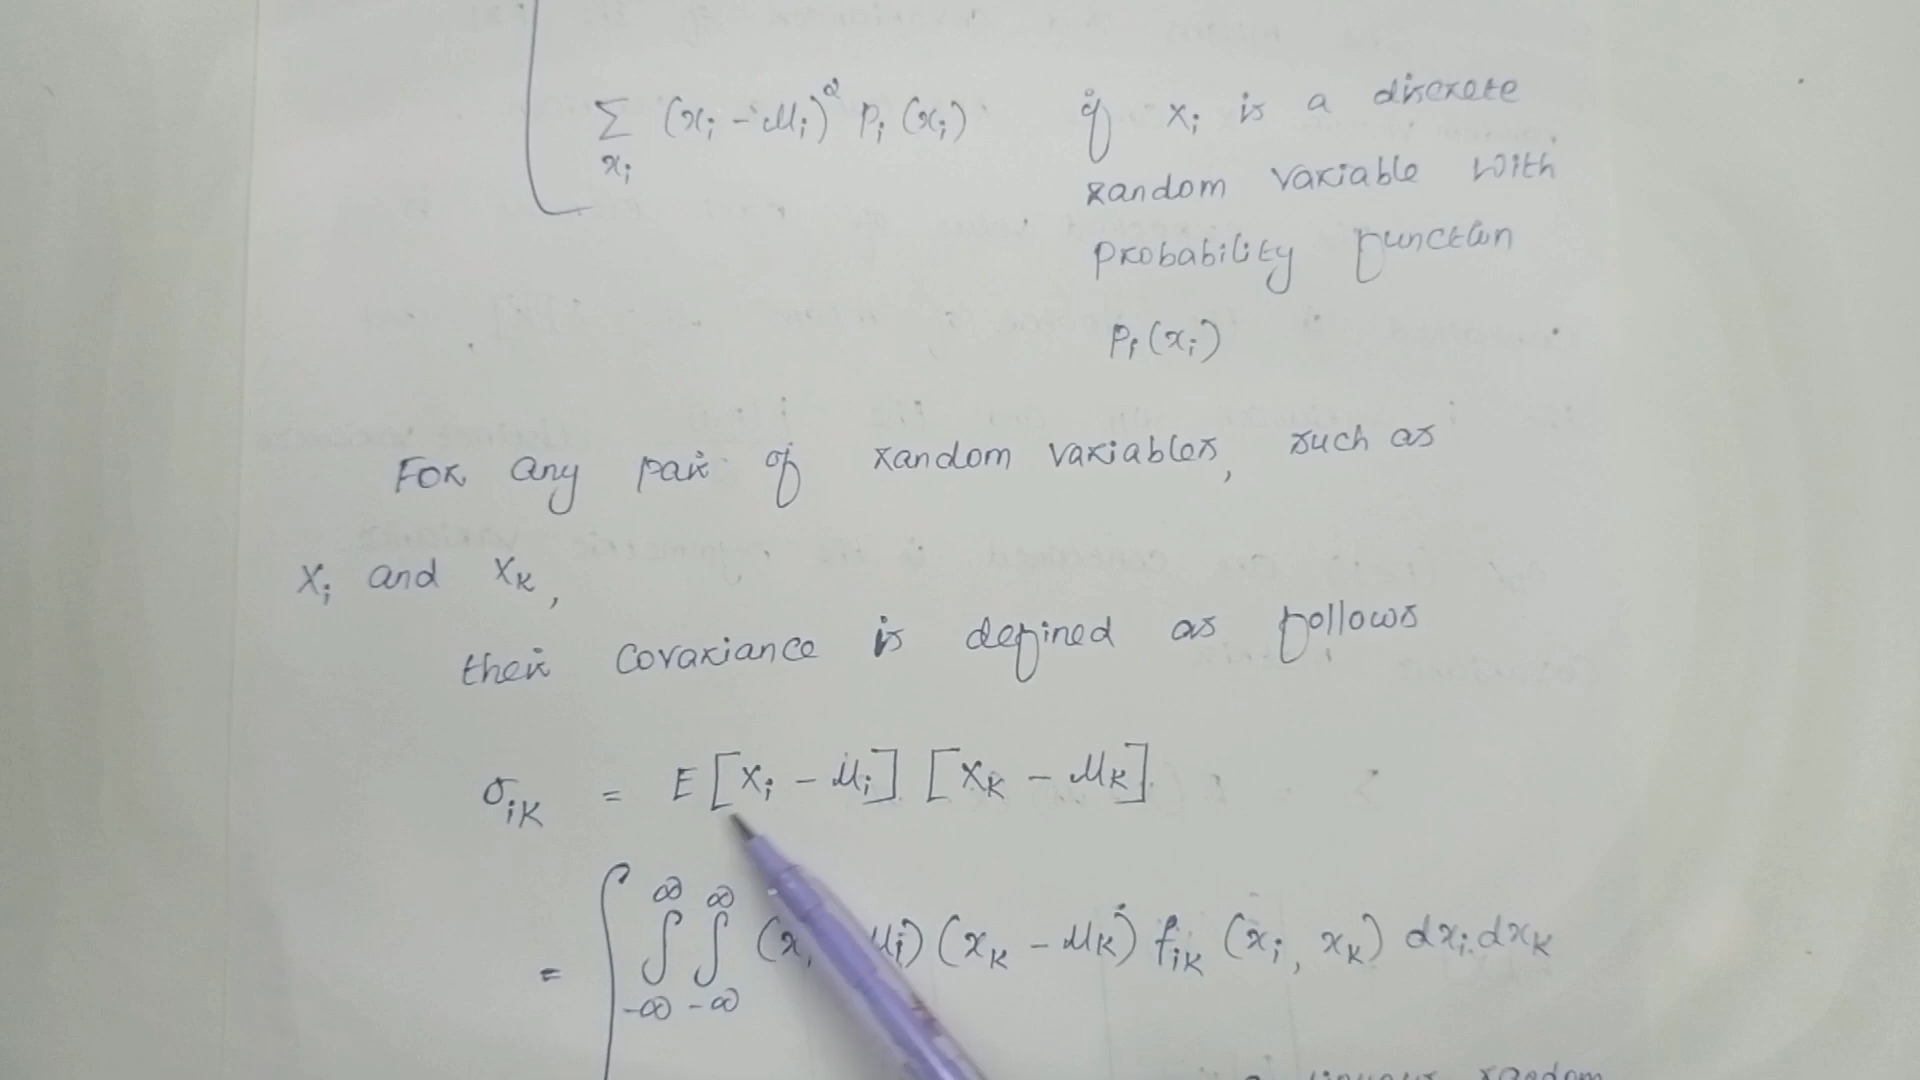 ∑ (xᵢ - μᵢ)² Pᵢ (xᵢ) if Xᵢ is a discrete
xᵢ
random variable with
probability function
Pᵢ (xᵢ)
For any pair of random variables, such as
Xᵢ and Xₖ,
their covariance is defined as follows
σᵢₖ = E [Xᵢ - μᵢ] [Xₖ - μₖ]
= ∞ ∞
∫ ∫ (x μᵢ) (xₖ - μₖ) fᵢₖ (xᵢ, xₖ) dxᵢ dxₖ
-∞ -∞
random